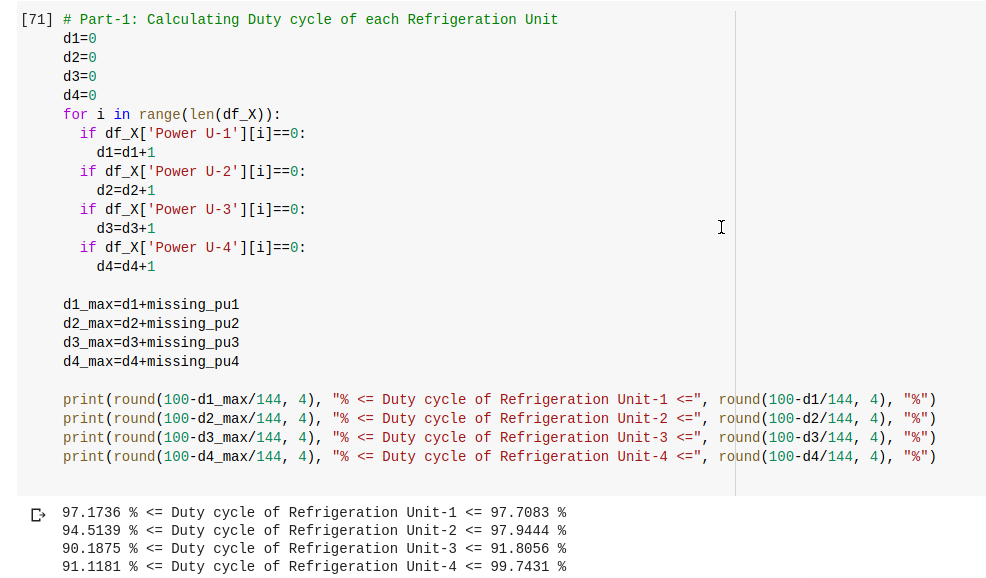 [71] # Part-1: Calculating Duty cycle of each Refrigeration Unit
d1=0
d2=0
d3=0
d4=0
for i in range(len(df_X)):
  if df_X['Power U-1'][i]==0:
    d1=d1+1
  if df_X['Power U-2'][i]==0:
    d2=d2+1
  if df_X['Power U-3'][i]==0:
    d3=d3+1
  if df_X['Power U-4'][i]==0:
    d4=d4+1
d1_max=d1+missing_pu1
d2_max=d2+missing_pu2
d3_max=d3+missing_pu3
d4_max=d4+missing_pu4
print(round(100-d1_max/144, 4), "% <= Duty cycle of Refrigeration Unit-1 <=", round(100-d1/144, 4), "%")
print(round(100-d2_max/144, 4), "% <= Duty cycle of Refrigeration Unit-2 <=", round(100-d2/144, 4), "%")
print(round(100-d3_max/144, 4), "% <= Duty cycle of Refrigeration Unit-3 <=", round(100-d3/144, 4), "%")
print(round(100-d4_max/144, 4), "% <= Duty cycle of Refrigeration Unit-4 <=", round(100-d4/144, 4), "%")
97.1736 % <= Duty cycle of Refrigeration Unit-1 <= 97.7083 %
94.5139 % <= Duty cycle of Refrigeration Unit-2 <= 97.9444 %
90.1875 % <= Duty cycle of Refrigeration Unit-3 <= 91.8056 %
91.1181 % <= Duty cycle of Refrigeration Unit-4 <= 99.7431 %